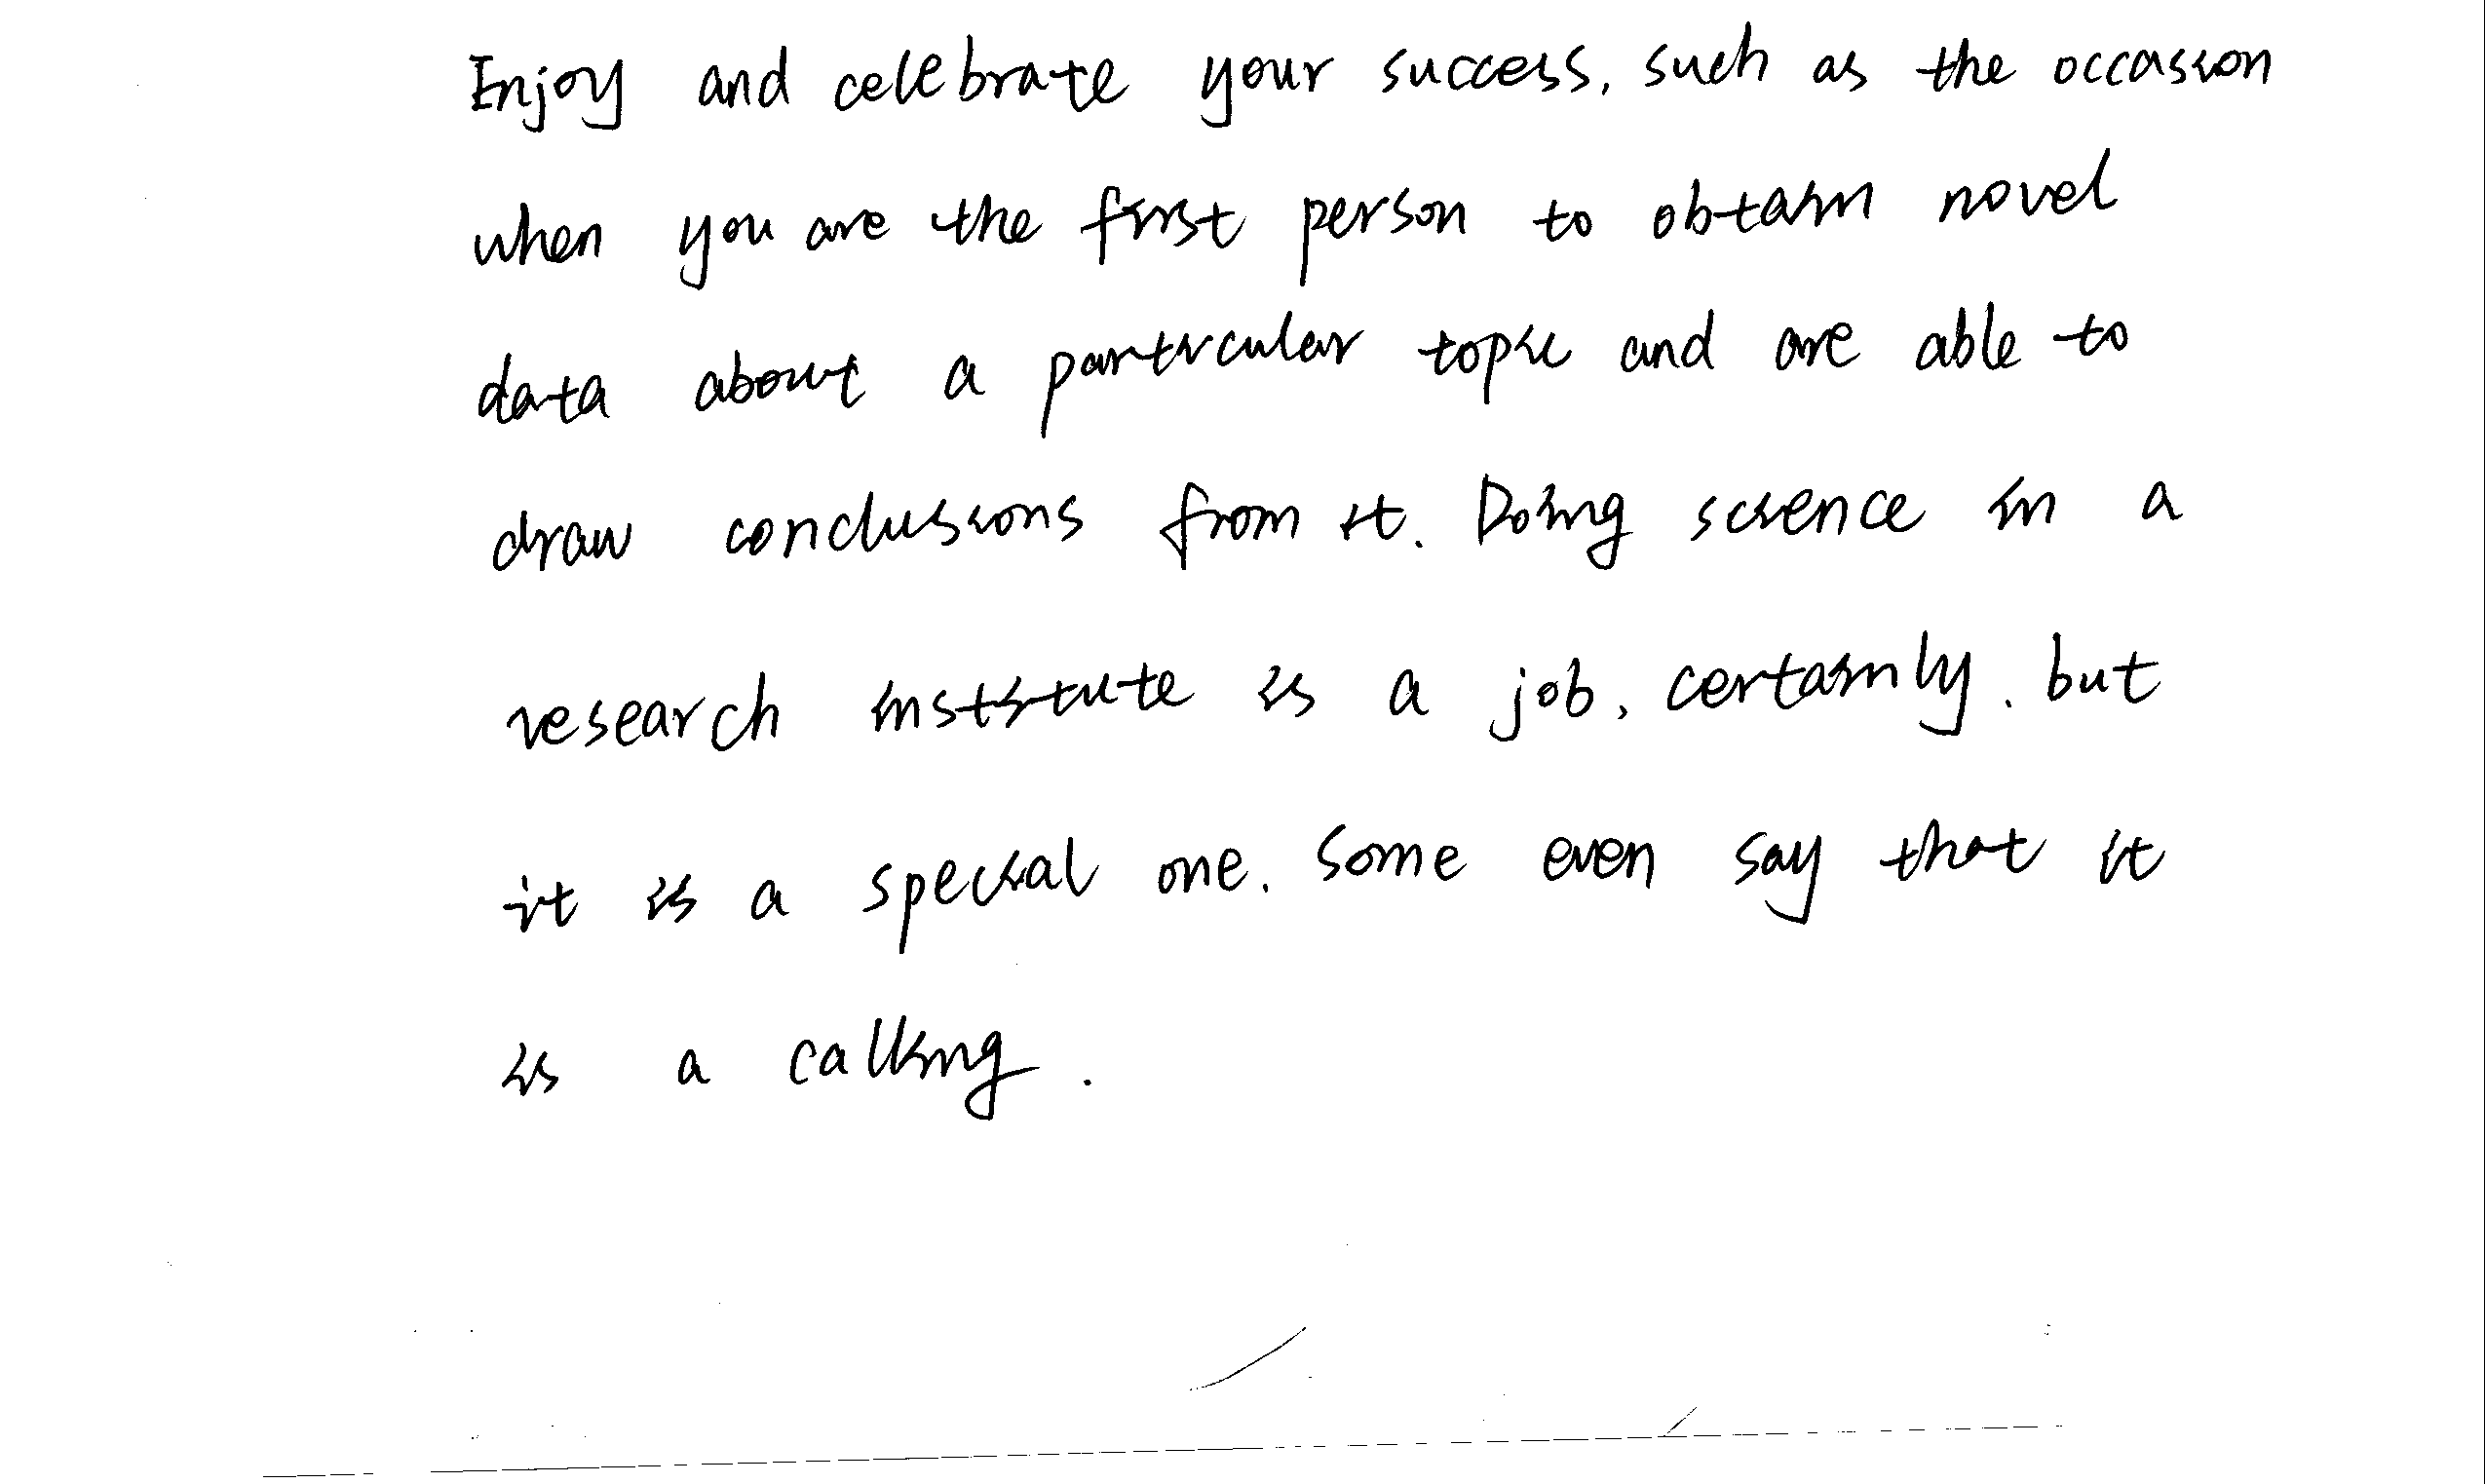 Enjoy and celebrate your success, such as the occasion
when you are the first person to obtain novel
data about a particular topic and are able to
draw conclusions from it. Doing science in a
research institute is a job, certainly, but
it is a special one. Some even say that it
is a calling.